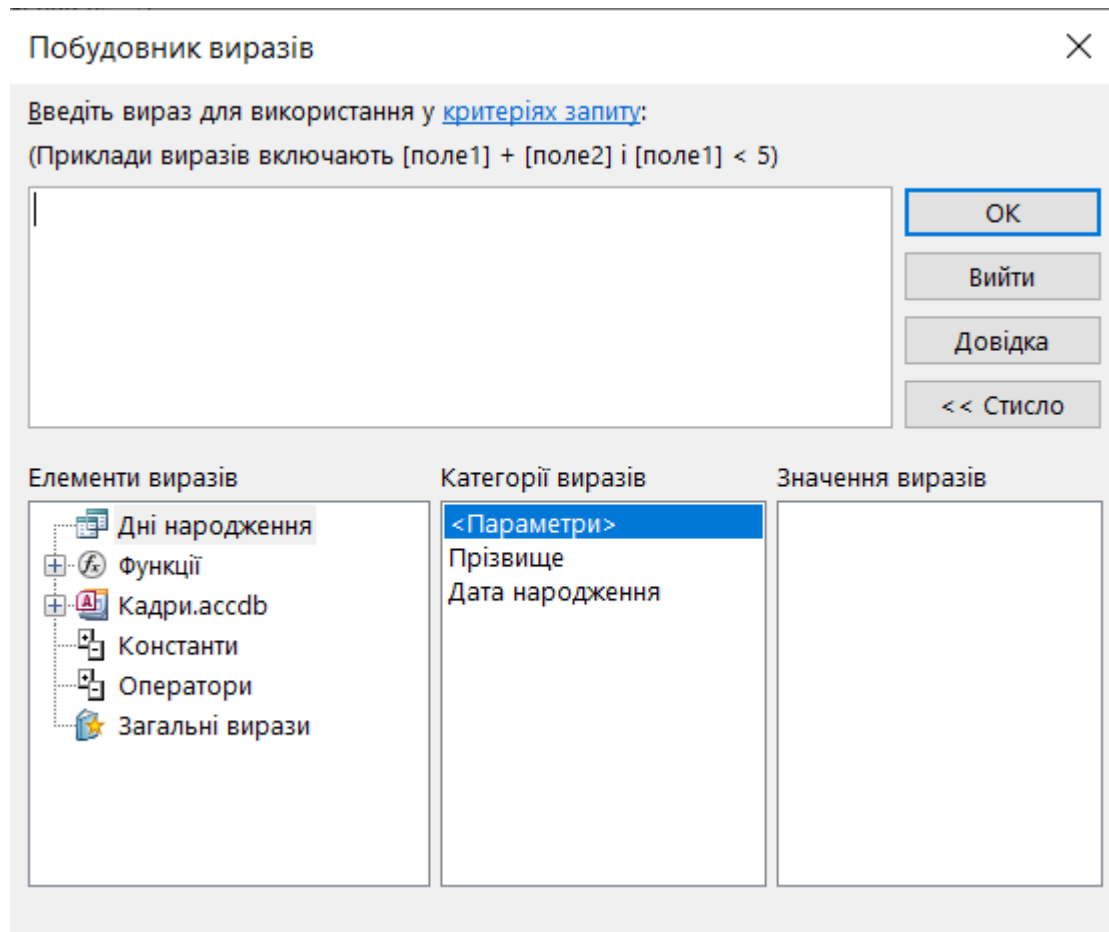 Побудовник виразів
Введіть вираз для використання у критеріях запиту:
(Приклади виразів включають [поле1] + [поле2] і [поле1] < 5)
ОК
Вийти
Довідка
<< Стисло
Елементи виразів
Категорії виразів
Значення виразів
Дні народження
Функції
Кадри.accdb
Константи
Оператори
Загальні вирази
<Параметри>
Прізвище
Дата народження